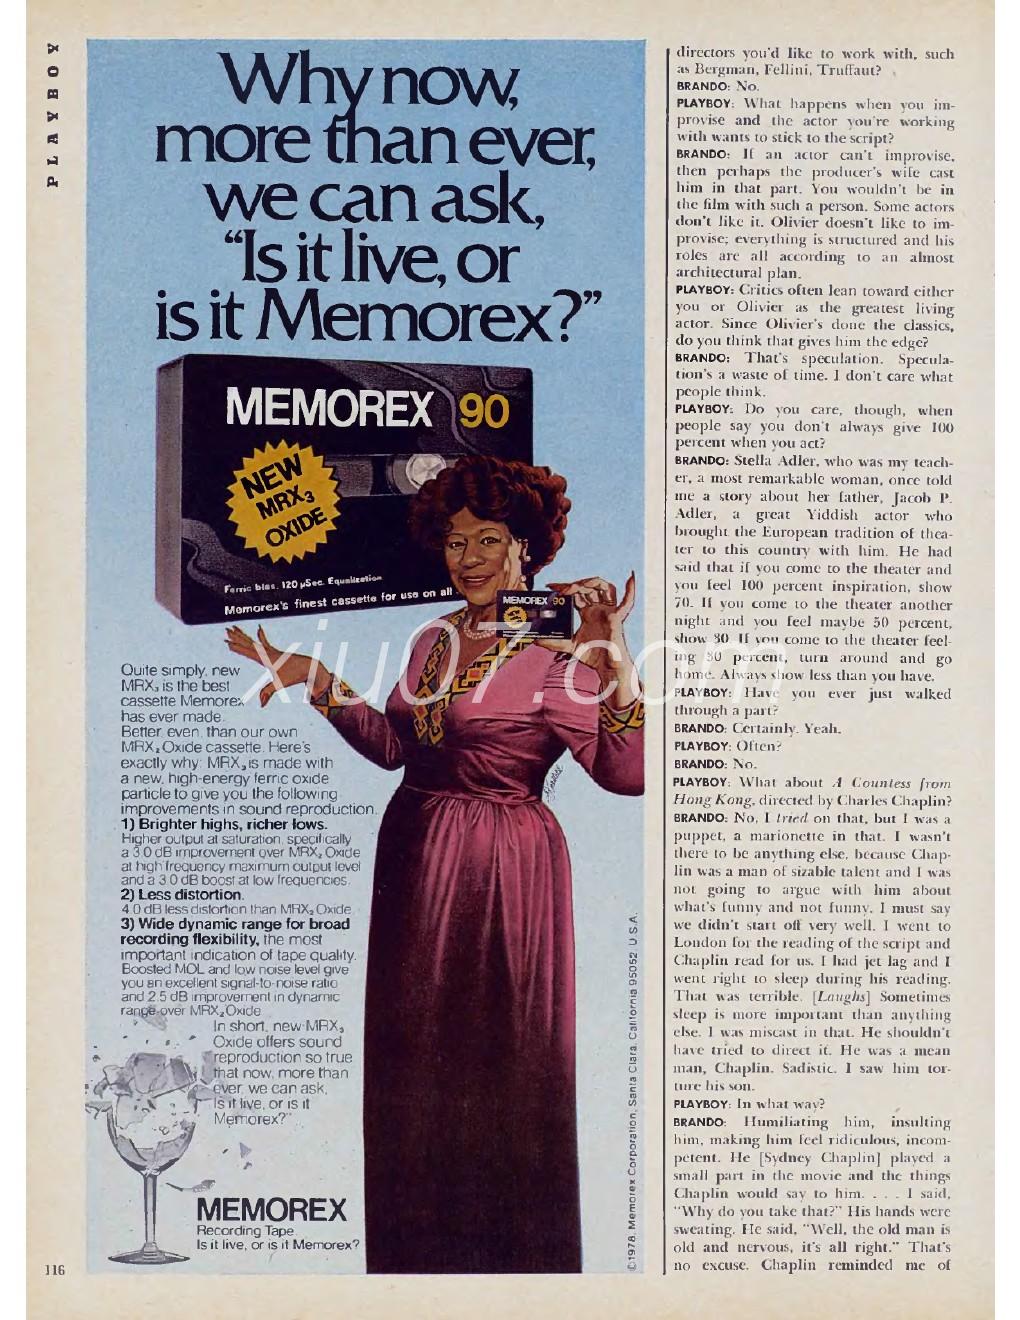 PLAYBOY
Why now,
more than ever,
we can ask,
“Is it live, or
is it Memorex?”
MEMOREX 90
NEW
MRX3
OXIDE
Ferric bias. 120 µSec. Equalization
Memorex's finest cassette for use on all
MEMOREX 90
Quite simply, new
MRX3 is the best
cassette Memorex
has ever made.
Better, even, than our own
MRX2 Oxide cassette. Here's
exactly why: MRX3 is made with
a new, high-energy ferric oxide
particle to give you the following
improvements in sound reproduction.
1) Brighter highs, richer lows.
Higher output at saturation, specifically
a 3.0 dB improvement over MRX2 Oxide
at high frequency maximum output level
and a 3.0 dB boost at low frequencies.
2) Less distortion.
4.0 dB less distortion than MRX2 Oxide.
3) Wide dynamic range for broad
recording flexibility, the most
important indication of tape quality.
Boosted MOL and low noise level give
you an excellent signal-to-noise ratio
and 2.5 dB improvement in dynamic
range over MRX2 Oxide.
In short, new MRX3
Oxide offers sound
reproduction so true
that now, more than
ever, we can ask,
"Is it live, or is it
Memorex?"
MEMOREX
Recording Tape.
Is it live, or is it Memorex?
©1978, Memorex Corporation, Santa Clara, California 95052 U.S.A.
116
directors you'd like to work with, such
as Bergman, Fellini, Truffaut?
BRANDO: No.
PLAYBOY: What happens when you im-
provise and the actor you're working
with wants to stick to the script?
BRANDO: If an actor can't improvise,
then perhaps the producer's wife cast
him in that part. You wouldn't be in
the film with such a person. Some actors
don't like it. Olivier doesn't like to im-
provise; everything is structured and his
roles are all according to an almost
architectural plan.
PLAYBOY: Critics often lean toward either
you or Olivier as the greatest living
actor. Since Olivier's done the classics,
do you think that gives him the edge?
BRANDO: That's speculation. Specula-
tion's a waste of time. I don't care what
people think.
PLAYBOY: Do you care, though, when
people say you don't always give 100
percent when you act?
BRANDO: Stella Adler, who was my teach-
er, a most remarkable woman, once told
me a story about her father, Jacob P.
Adler, a great Yiddish actor who
brought the European tradition of thea-
ter to this country with him. He had
said that if you come to the theater and
you feel 100 percent inspiration, show
70. If you come to the theater another
night and you feel maybe 50 percent,
show 30. If you come to the theater feel-
ing 30 percent, turn around and go
home. Always show less than you have.
PLAYBOY: Have you ever just walked
through a part?
BRANDO: Certainly. Yeah.
PLAYBOY: Often?
BRANDO: No.
PLAYBOY: What about A Countess from
Hong Kong, directed by Charles Chaplin?
BRANDO: No, I tried on that, but I was a
puppet, a marionette in that. I wasn't
there to be anything else, because Chap-
lin was a man of sizable talent and I was
not going to argue with him about
what's funny and not funny. I must say
we didn't start off very well. I went to
London for the reading of the script and
Chaplin read for us. I had jet lag and I
went right to sleep during his reading.
That was terrible. [Laughs] Sometimes
sleep is more important than anything
else. I was miscast in that. He shouldn't
have tried to direct it. He was a mean
man, Chaplin. Sadistic. I saw him tor-
ture his son.
PLAYBOY: In what way?
BRANDO: Humiliating him, insulting
him, making him feel ridiculous, incom-
petent. He [Sydney Chaplin] played a
small part in the movie and the things
Chaplin would say to him. . . . I said,
"Why do you take that?" His hands were
sweating. He said, "Well, the old man is
old and nervous, it's all right." That's
no excuse. Chaplin reminded me of
xiu07.com